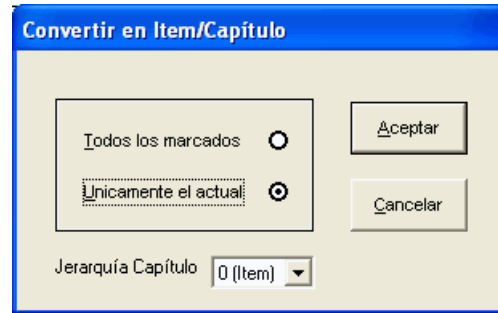 Convertir en Item/Capítulo
Todos los marcados
Aceptar
Unicamente el actual
Cancelar
Jerarquía Capítulo 0 (Item)